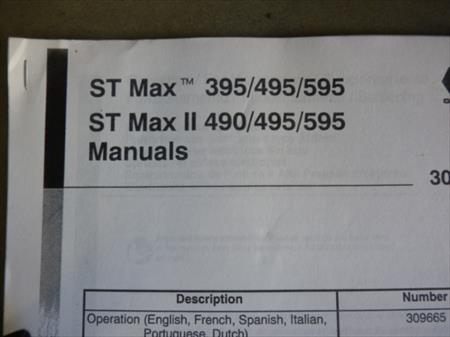 ST Max™ 395/495/595
ST Max II 490/495/595
Manuals
30
Description Number
Operation (English, French, Spanish, Italian, 309665
Portuguese, Dutch)